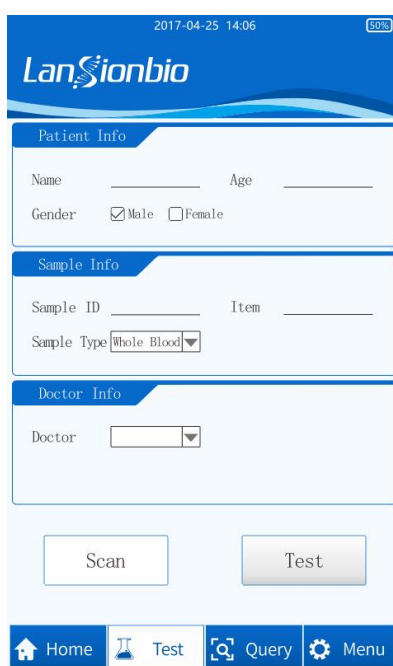 2017-04-25 14:06 50%
Lansionbio
Patient Info
Name Age
Gender Male Female
Sample Info
Sample ID Item
Sample Type Whole Blood
Doctor Info
Doctor
Scan Test
Home Test Query Menu